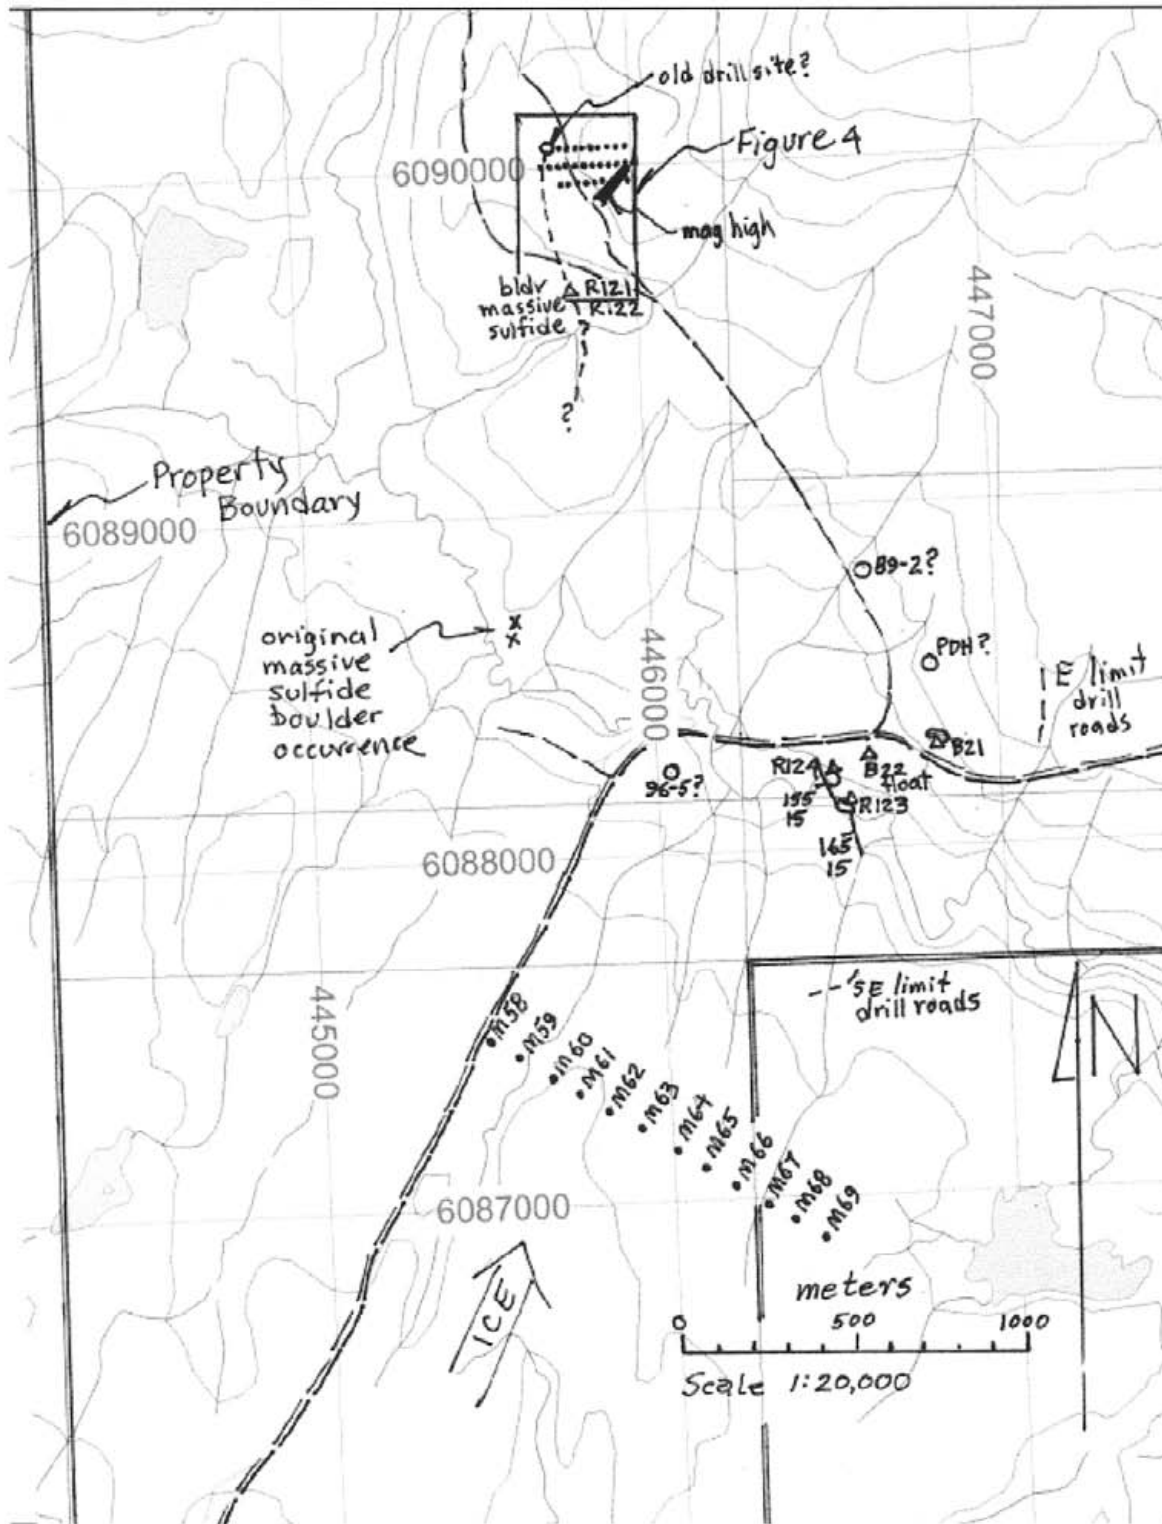 old drill site?
Figure 4
6090000
mag high
bldr
massive
sulfide
R121
R122
?
?
447000
Property
Boundary
6089000
89-2?
original
massive
sulfide
boulder
occurrence
446000
PDH?
E limit
drill
roads
B21
B22
float
R124
96-5?
155
15
R123
165
15
6088000
SE limit
drill roads
N
445000
M58
M59
M60
M61
M62
M63
M64
M65
M66
M67
M68
M69
6087000
ICE
meters
0 500 1000
Scale 1:20,000